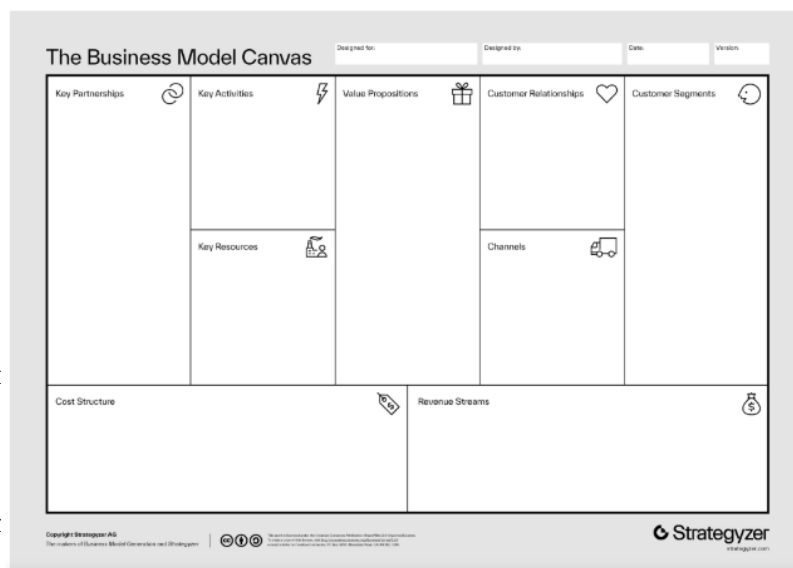 The Business Model Canvas
Designed for:
Designed by:
Date:
Version:
Key Partnerships
Key Activities
Value Propositions
Customer Relationships
Customer Segments
Key Resources
Channels
Cost Structure
Revenue Streams
Copyright Strategyzer AG
The makers of Business Model Generation and Strategyzer
Strategyzer
strategyzer.com